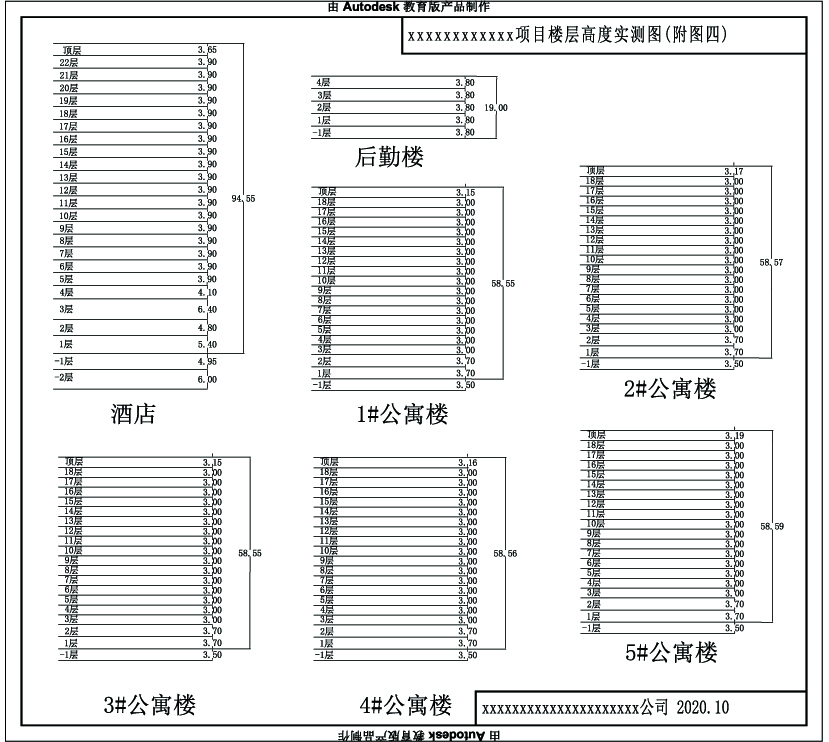 由 Autodesk 教育版产品制作
xxxxxxxxxxxx项目楼层高度实测图(附图四)
顶层 3.65
22层 3.90
21层 3.90
20层 3.90
19层 3.90
18层 3.90
17层 3.90
16层 3.90
15层 3.90
14层 3.90
13层 3.90
12层 3.90
11层 3.90
10层 3.90
9层 3.90
8层 3.90
7层 3.90
6层 3.90
5层 3.90
4层 4.10
3层 6.40
2层 4.80
1层 5.40
-1层 4.95
-2层 6.00
94.55
酒店
4层 3.80
3层 3.80
2层 3.80
1层 3.80
-1层 3.80
19.00
后勤楼
顶层 3.15
18层 3.00
17层 3.00
16层 3.00
15层 3.00
14层 3.00
13层 3.00
12层 3.00
11层 3.00
10层 3.00
9层 3.00
8层 3.00
7层 3.00
6层 3.00
5层 3.00
4层 3.00
3层 3.00
2层 3.70
1层 3.70
-1层 3.50
58.55
1#公寓楼
顶层 3.17
18层 3.00
17层 3.00
16层 3.00
15层 3.00
14层 3.00
13层 3.00
12层 3.00
11层 3.00
10层 3.00
9层 3.00
8层 3.00
7层 3.00
6层 3.00
5层 3.00
4层 3.00
3层 3.00
2层 3.70
1层 3.70
-1层 3.50
58.57
2#公寓楼
顶层 3.15
18层 3.00
17层 3.00
16层 3.00
15层 3.00
14层 3.00
13层 3.00
12层 3.00
11层 3.00
10层 3.00
9层 3.00
8层 3.00
7层 3.00
6层 3.00
5层 3.00
4层 3.00
3层 3.00
2层 3.70
1层 3.70
-1层 3.50
58.55
3#公寓楼
顶层 3.16
18层 3.00
17层 3.00
16层 3.00
15层 3.00
14层 3.00
13层 3.00
12层 3.00
11层 3.00
10层 3.00
9层 3.00
8层 3.00
7层 3.00
6层 3.00
5层 3.00
4层 3.00
3层 3.00
2层 3.70
1层 3.70
-1层 3.50
58.56
4#公寓楼
顶层 3.19
18层 3.00
17层 3.00
16层 3.00
15层 3.00
14层 3.00
13层 3.00
12层 3.00
11层 3.00
10层 3.00
9层 3.00
8层 3.00
7层 3.00
6层 3.00
5层 3.00
4层 3.00
3层 3.00
2层 3.70
1层 3.70
-1层 3.50
58.59
5#公寓楼
xxxxxxxxxxxxxxxxxxxxx公司 2020.10
由 Autodesk 教育版产品制作